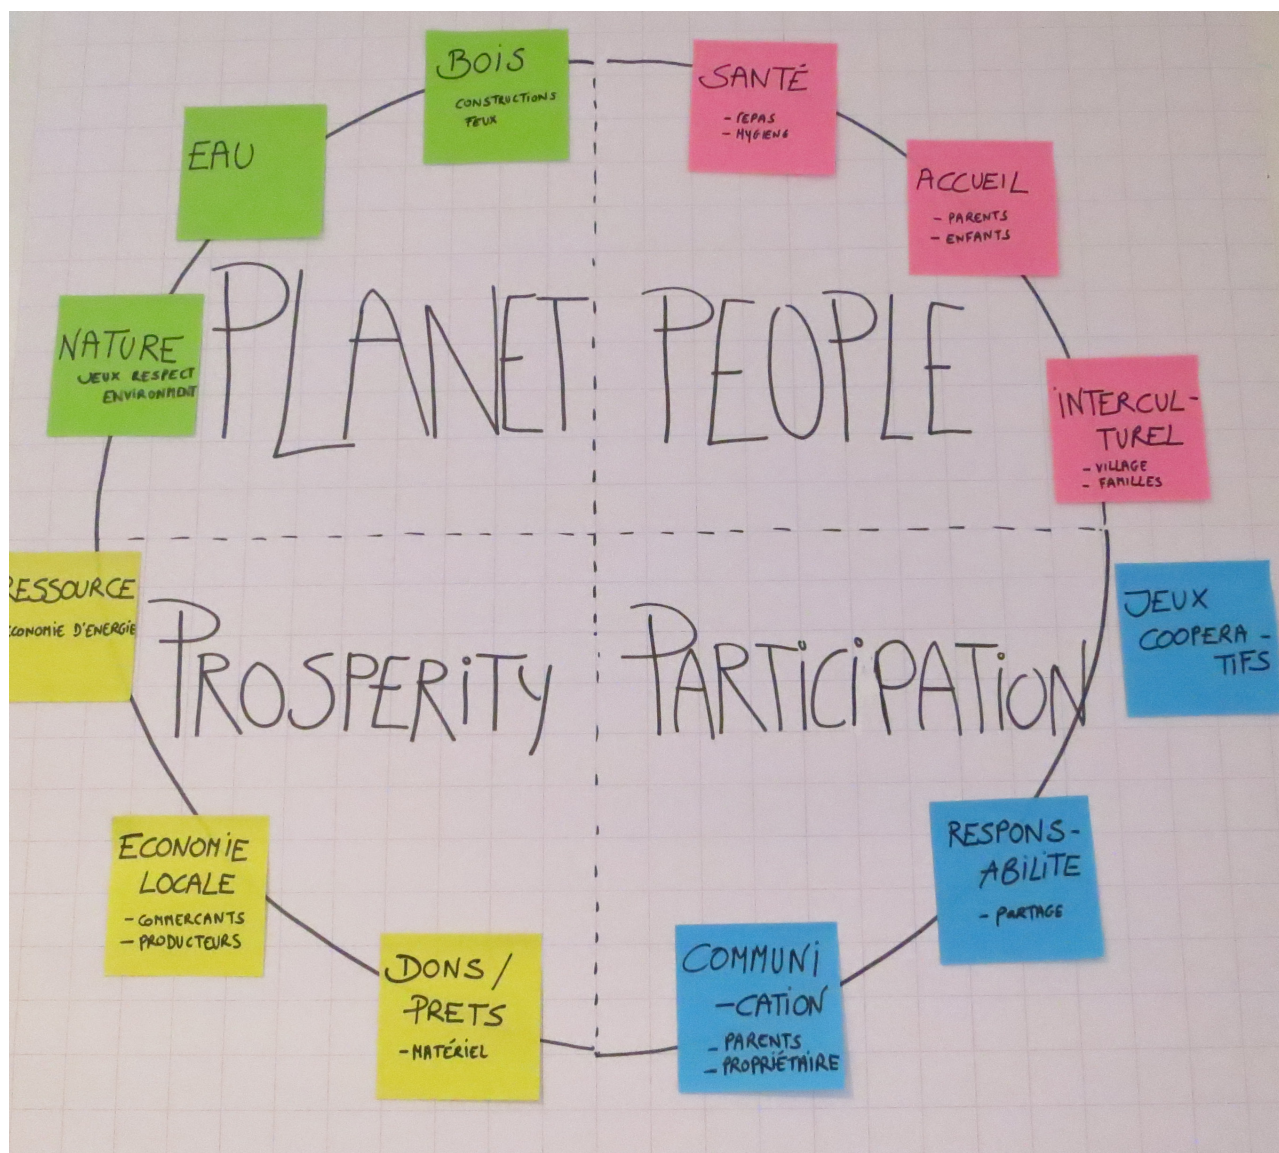 BOIS
CONSTRUCTIONS
FEUX
EAU
NATURE
JEUX RESPECT
ENVIRONMENT
PLANET
SANTÉ
- REPAS
- HYGIENE
ACCUEIL
- PARENTS
- ENFANTS
INTERCUL-
TUREL
- VILLAGE
- FAMILLES
PEOPLE
RESSOURCE
ECONOMIE D'ENERGIE
PROSPERITY
ECONOMIE
LOCALE
- COMMERCANTS
- PRODUCTEURS
DONS/
PRETS
- MATÉRIEL
PARTICIPATION
JEUX
COOPERA-
TIFS
RESPONS-
ABILITE
- PARTAGE
COMMUNI
-CATION
- PARENTS
- PROPRIÉTAIRE